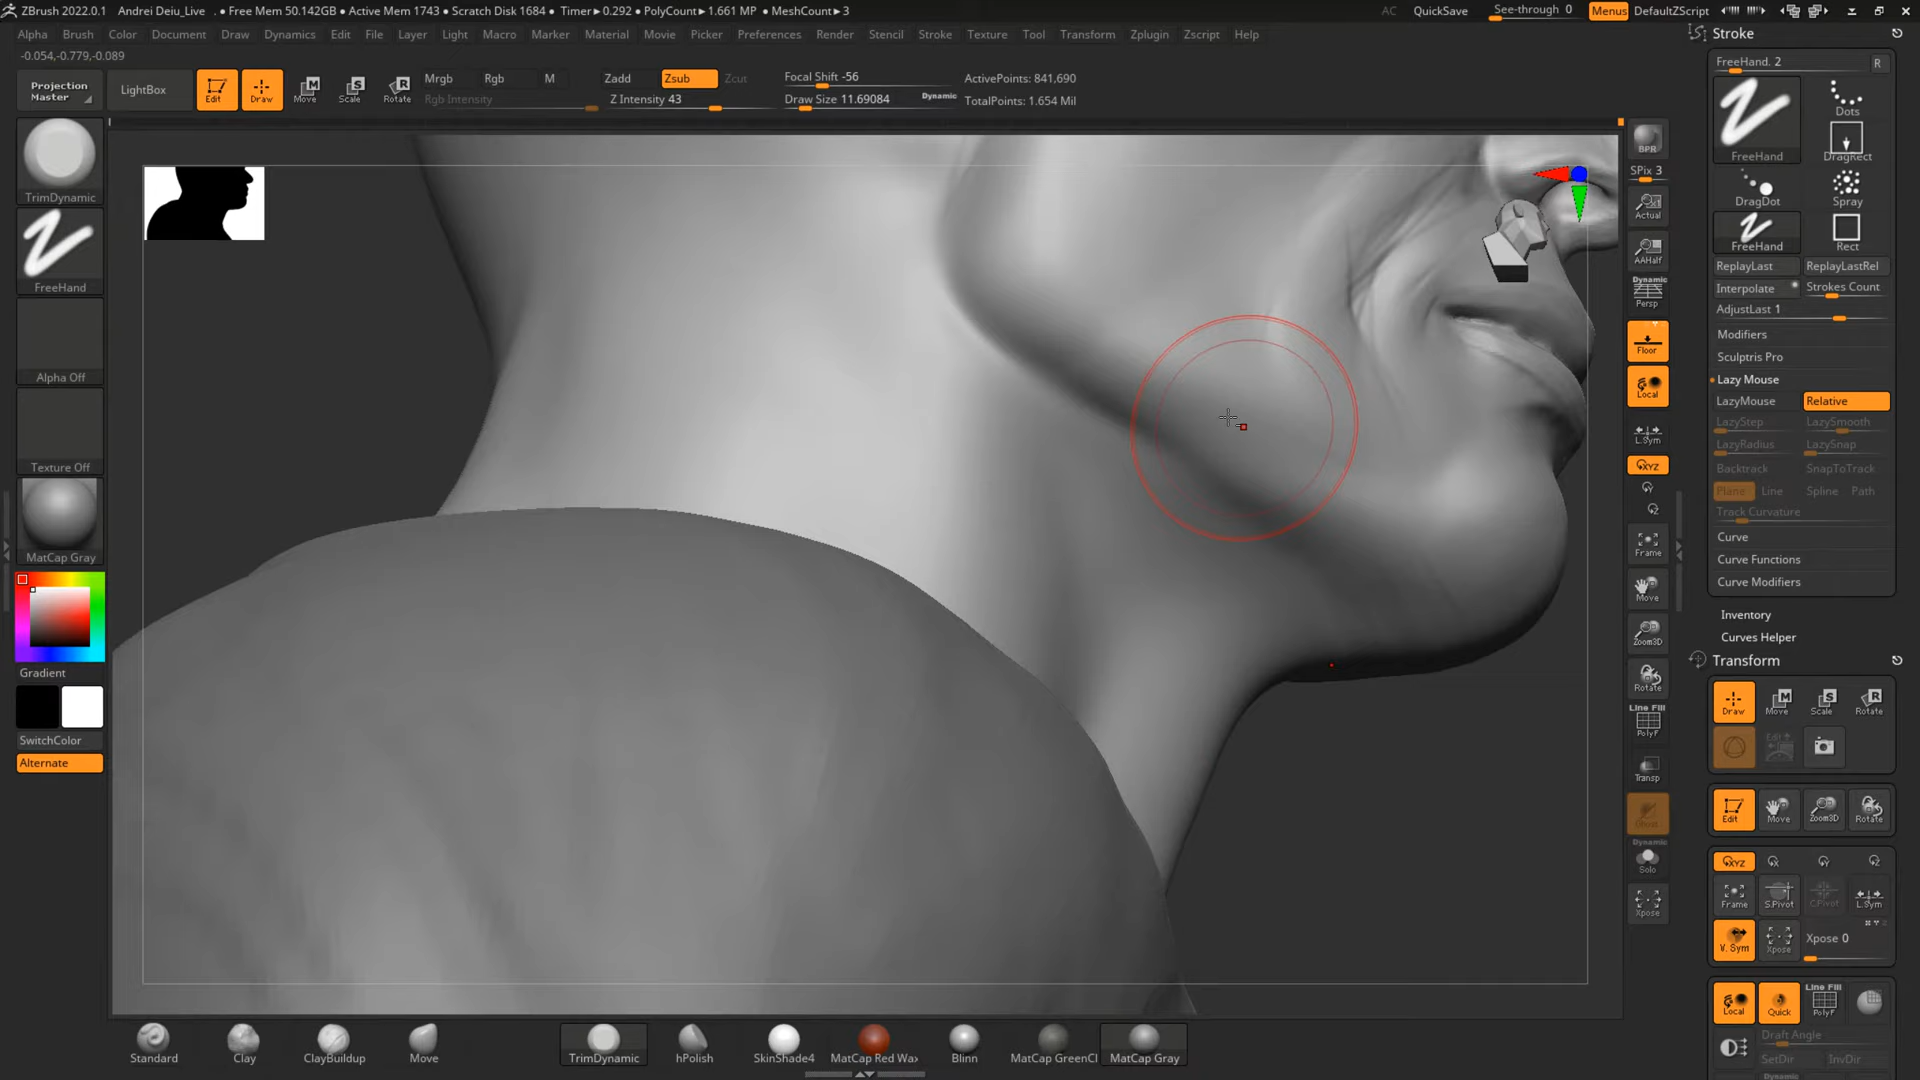 ZBrush 2022.0.1 Andrei Deiu_Live . • Free Mem 50.142GB • Active Mem 1743 • Scratch Disk 1684 • Timer▸0.292 • PolyCount▸1.661 MP • MeshCount▸3 AC QuickSave See-through 0 Menus DefaultZScript
Alpha Brush Color Document Draw Dynamics Edit File Layer Light Macro Marker Material Movie Picker Preferences Render Stencil Stroke Texture Tool Transform Zplugin Zscript Help
-0.054,-0.779,-0.089
Projection
Master
LightBox
Edit Draw Move Scale Rotate
Mrgb Rgb M
Rgb Intensity
Zadd Zsub Zcut
Z Intensity 43
Focal Shift -56
Draw Size 11.69084 Dynamic
ActivePoints: 841,690
TotalPoints: 1.654 Mil
TrimDynamic
FreeHand
Alpha Off
Texture Off
MatCap Gray
Gradient
SwitchColor
Alternate
BPR
SPix 3
Actual
AAHalf
Dynamic
Persp
Floor
Local
L.Sym
XYZ
Y
Z
Frame
Move
Zoom3D
Rotate
Line Fill
PolyF
Transp
Ghost
Dynamic
Solo
Xpose
Stroke
FreeHand. 2 R
FreeHand
Dots
DragRect
DragDot
Spray
FreeHand
Rect
ReplayLast ReplayLastRel
Interpolate Strokes Count
AdjustLast 1
Modifiers
Sculptris Pro
Lazy Mouse
LazyMouse Relative
LazyStep LazySmooth
LazyRadius LazySnap
Backtrack SnapToTrack
Plane Line Spline Path
Track Curvature
Curve
Curve Functions
Curve Modifiers
Inventory
Curves Helper
Transform
Draw Move Scale Rotate
Edit Move Zoom3D Rotate
XYZ X Y Z
Frame S.Pivot C.Pivot L.Sym
V. Sym Xpose Xpose 0
Line Fill
Local Quick PolyF
Draft Angle
SetDir InvDir
Standard Clay ClayBuildup Move TrimDynamic hPolish SkinShade4 MatCap Red Wax Blinn MatCap GreenCl MatCap Gray